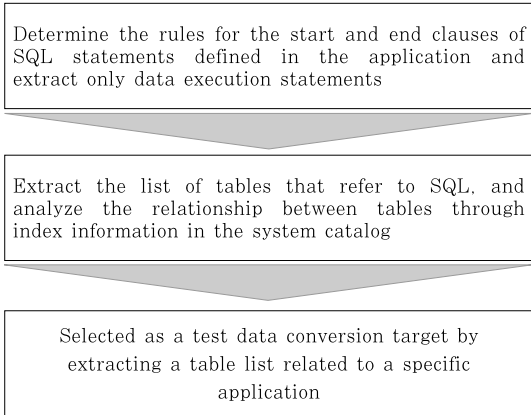 Determine the rules for the start and end clauses of
SQL statements defined in the application and
extract only data execution statements
Extract the list of tables that refer to SQL, and
analyze the relationship between tables through
index information in the system catalog
Selected as a test data conversion target by
extracting a table list related to a specific
application